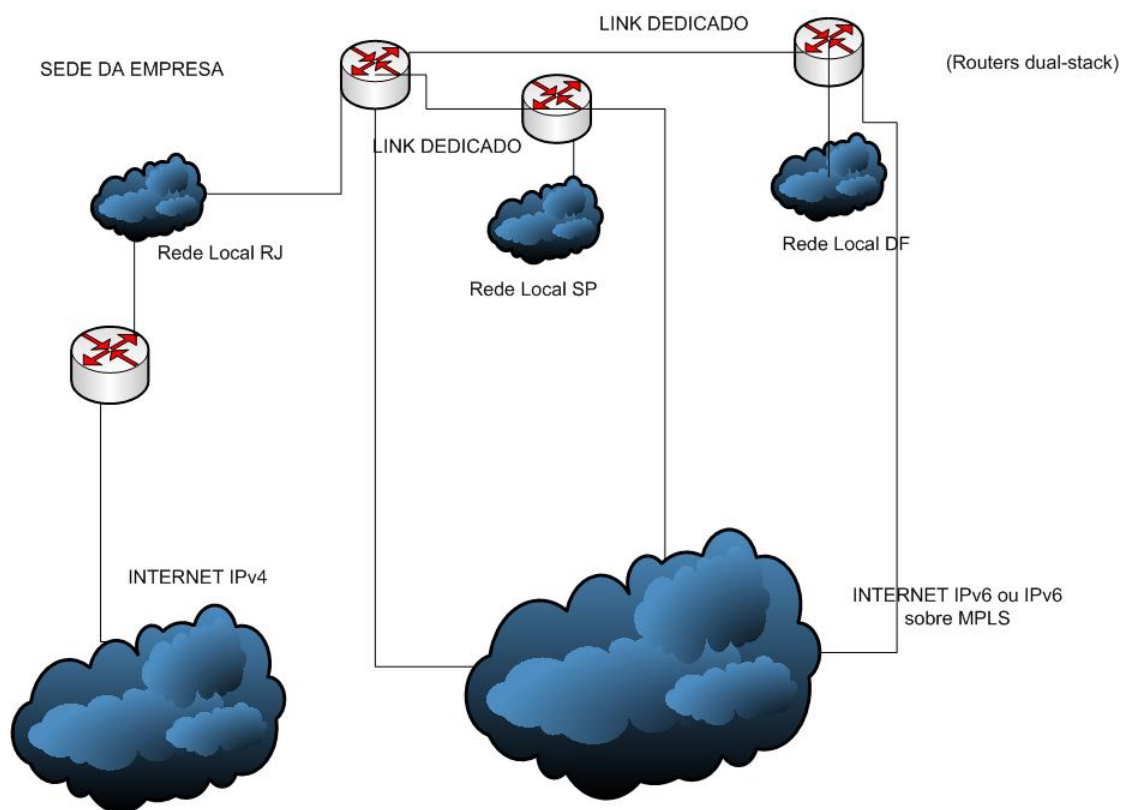 LINK DEDICADO
SEDE DA EMPRESA
(Routers dual-stack)
LINK DEDICADO
Rede Local RJ
Rede Local SP
Rede Local DF
INTERNET IPv4
INTERNET IPv6 ou IPv6
sobre MPLS